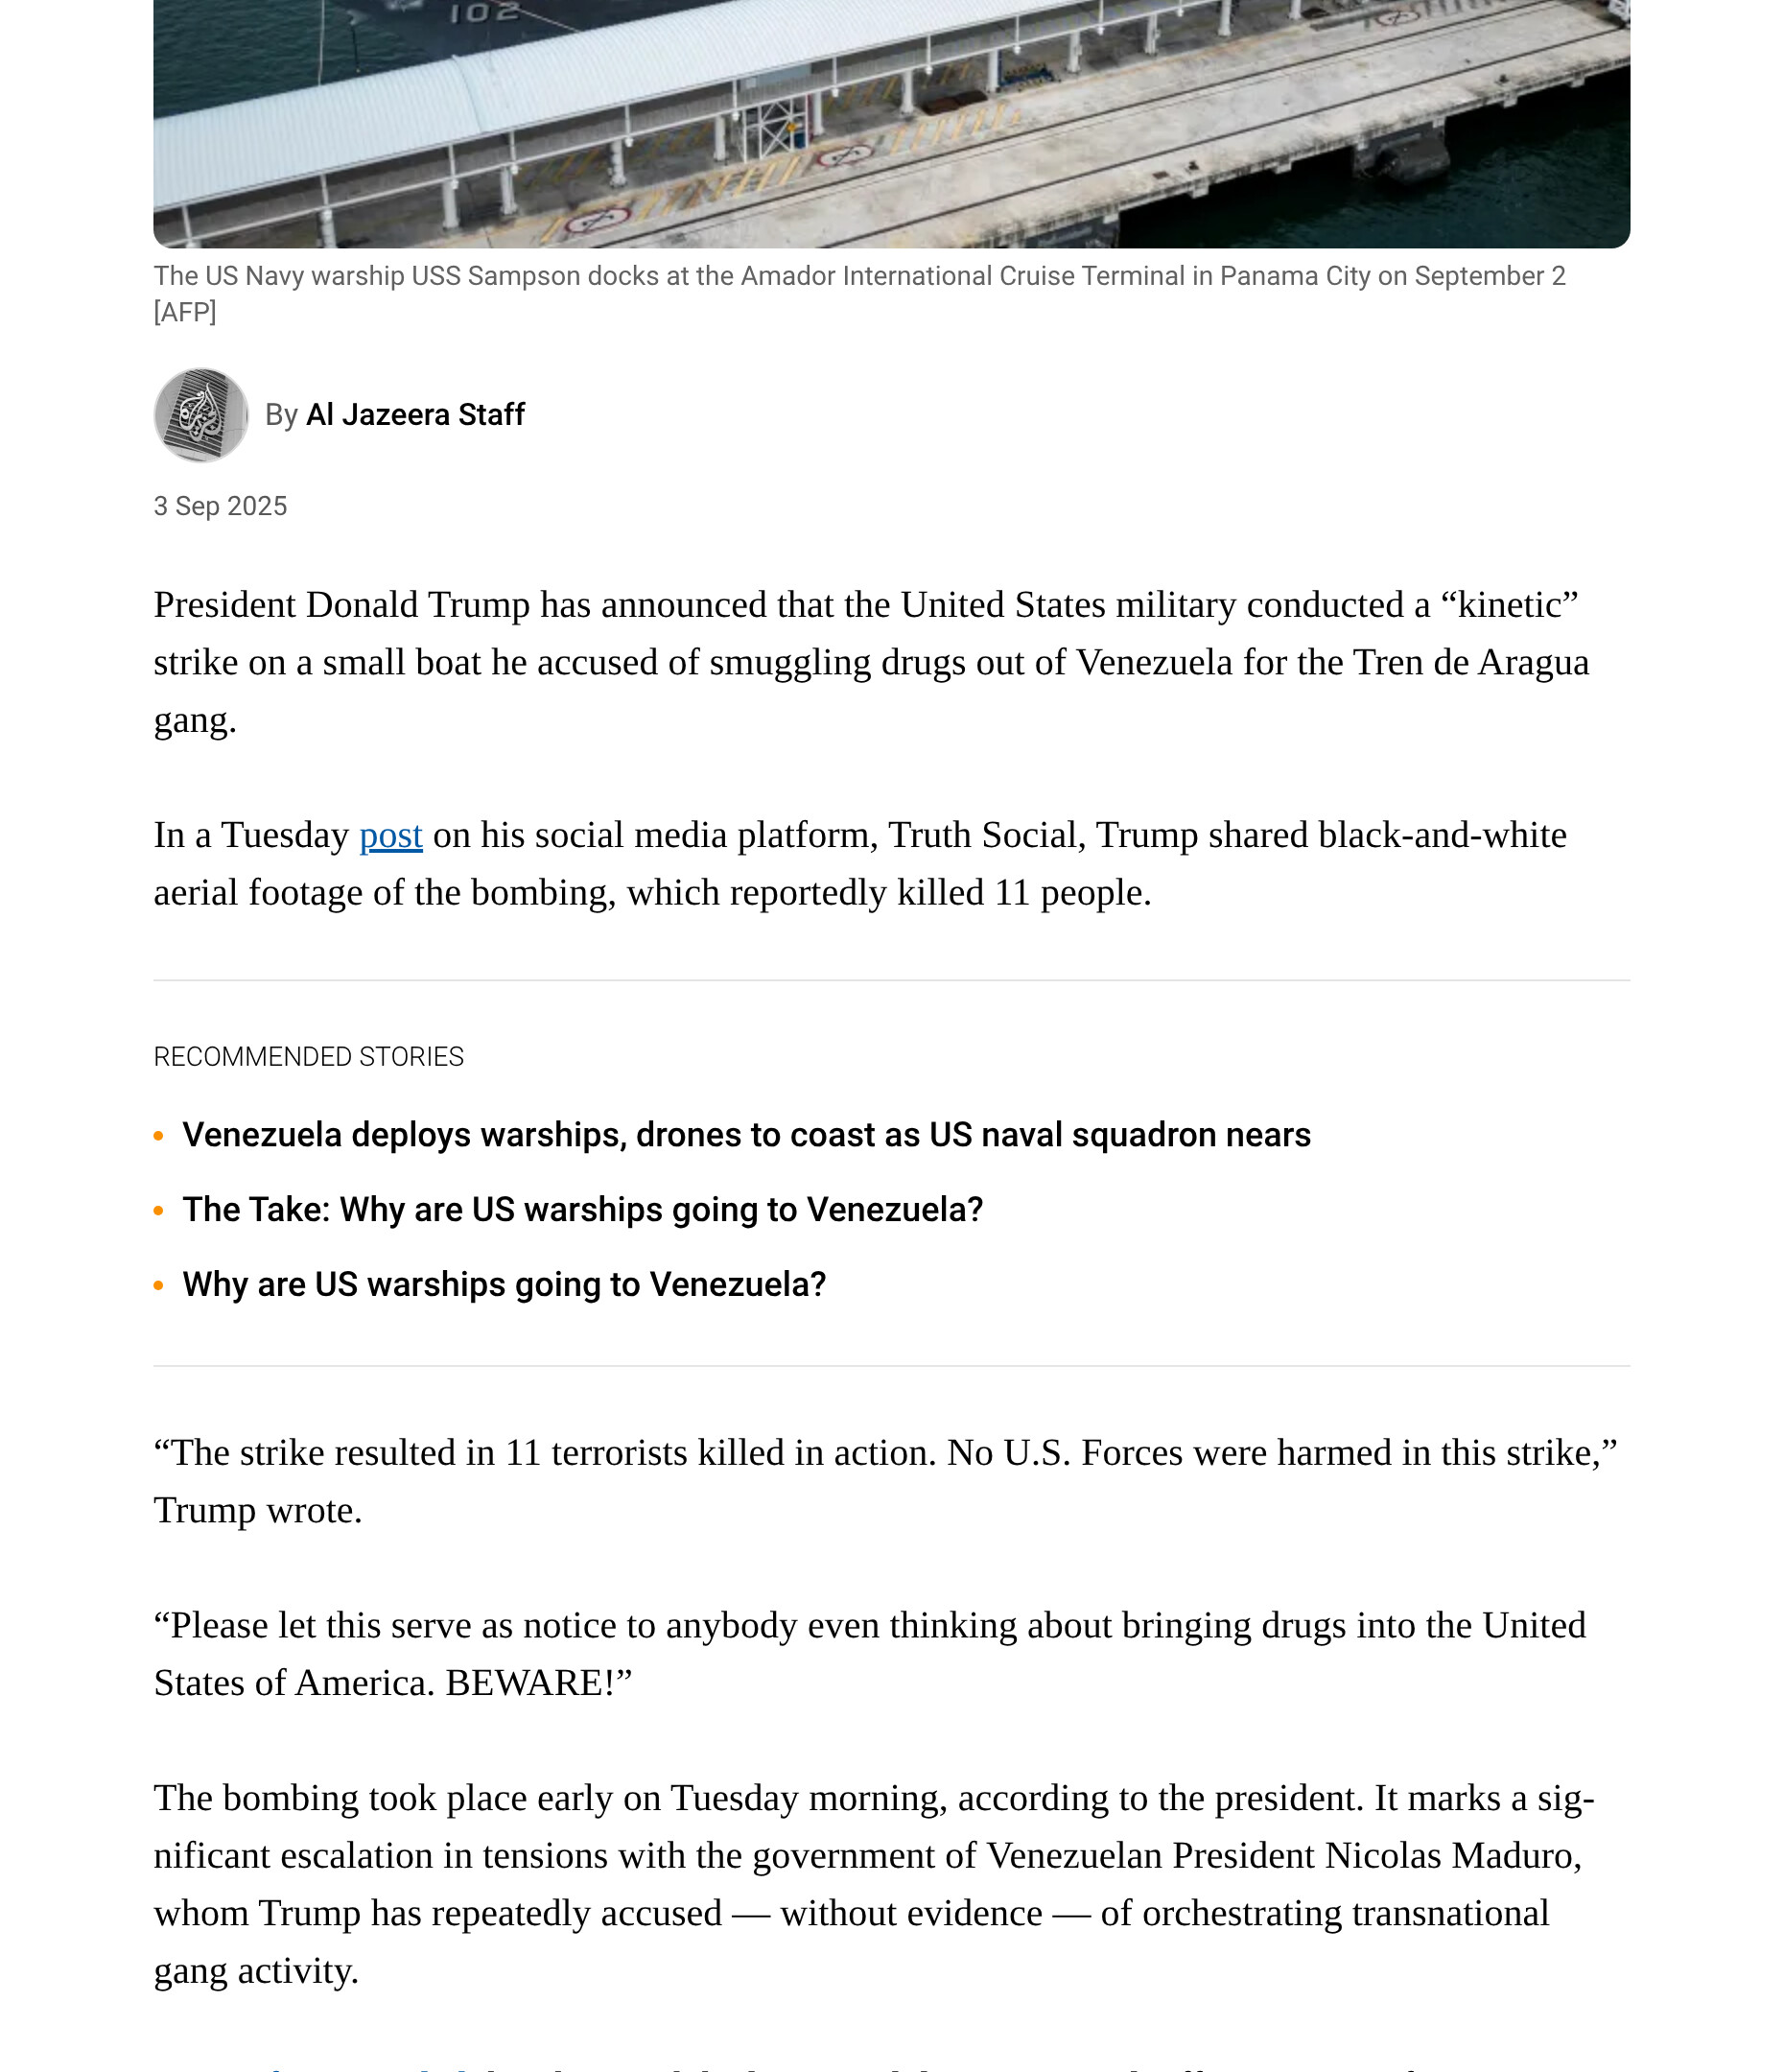 102
The US Navy warship USS Sampson docks at the Amador International Cruise Terminal in Panama City on September 2
[AFP]
By Al Jazeera Staff
3 Sep 2025
President Donald Trump has announced that the United States military conducted a “kinetic”
strike on a small boat he accused of smuggling drugs out of Venezuela for the Tren de Aragua
gang.
In a Tuesday post on his social media platform, Truth Social, Trump shared black-and-white
aerial footage of the bombing, which reportedly killed 11 people.
RECOMMENDED STORIES
• Venezuela deploys warships, drones to coast as US naval squadron nears
• The Take: Why are US warships going to Venezuela?
• Why are US warships going to Venezuela?
“The strike resulted in 11 terrorists killed in action. No U.S. Forces were harmed in this strike,”
Trump wrote.
“Please let this serve as notice to anybody even thinking about bringing drugs into the United
States of America. BEWARE!”
The bombing took place early on Tuesday morning, according to the president. It marks a sig-
nificant escalation in tensions with the government of Venezuelan President Nicolas Maduro,
whom Trump has repeatedly accused — without evidence — of orchestrating transnational
gang activity.